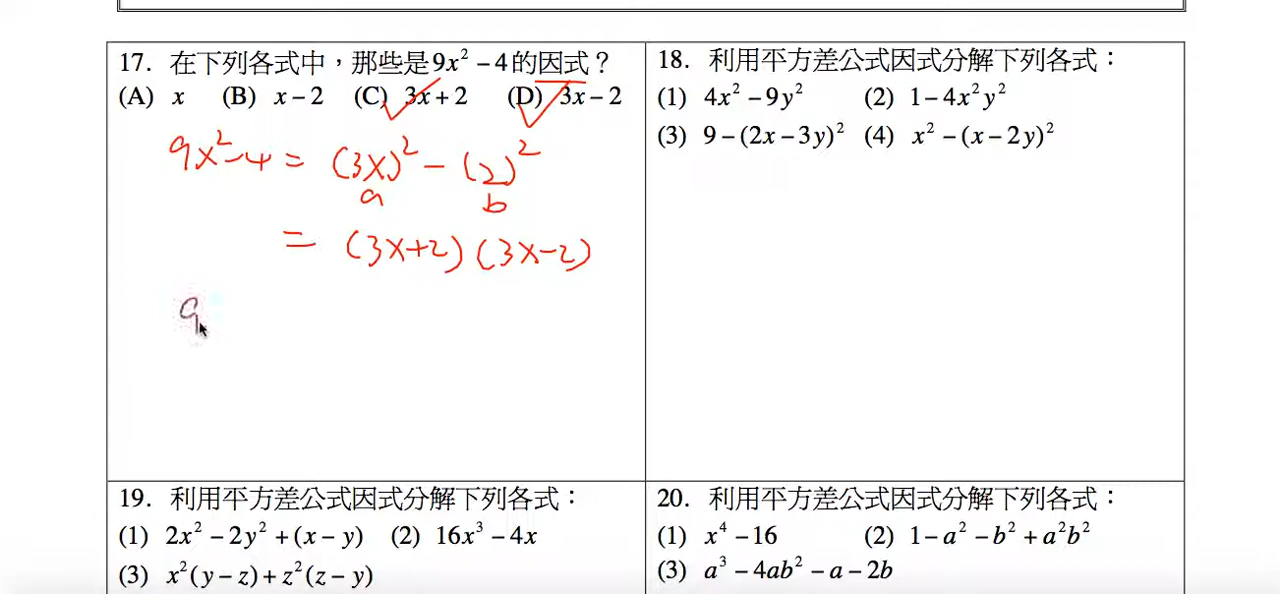 17. 在下列各式中，那些是9x² − 4的因式？
(A) x (B) x − 2 (C) 3x + 2 (D) 3x − 2
9x² − 4 = (3x)² − (2)²
a b
= (3x+2)(3x−2)
9
18. 利用平方差公式因式分解下列各式：
(1) 4x² − 9y² (2) 1 − 4x²y²
(3) 9 − (2x − 3y)² (4) x² − (x − 2y)²
19. 利用平方差公式因式分解下列各式：
(1) 2x² − 2y² + (x − y) (2) 16x³ − 4x
(3) x²(y − z) + z²(z − y)
20. 利用平方差公式因式分解下列各式：
(1) x⁴ − 16 (2) 1 − a² − b² + a²b²
(3) a³ − 4ab² − a − 2b